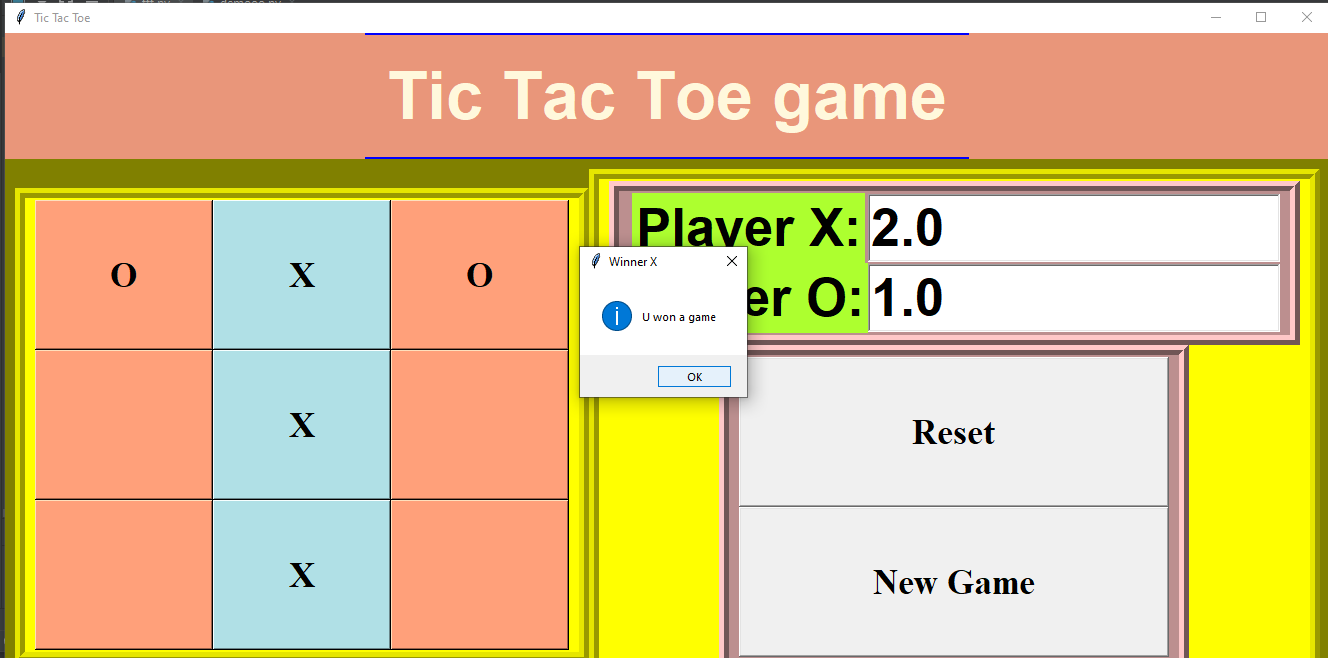 Tic Tac Toe
Tic Tac Toe game
Player X: 2.0
er O: 1.0
O X O
X
X
Winner X
U won a game
OK
Reset
New Game